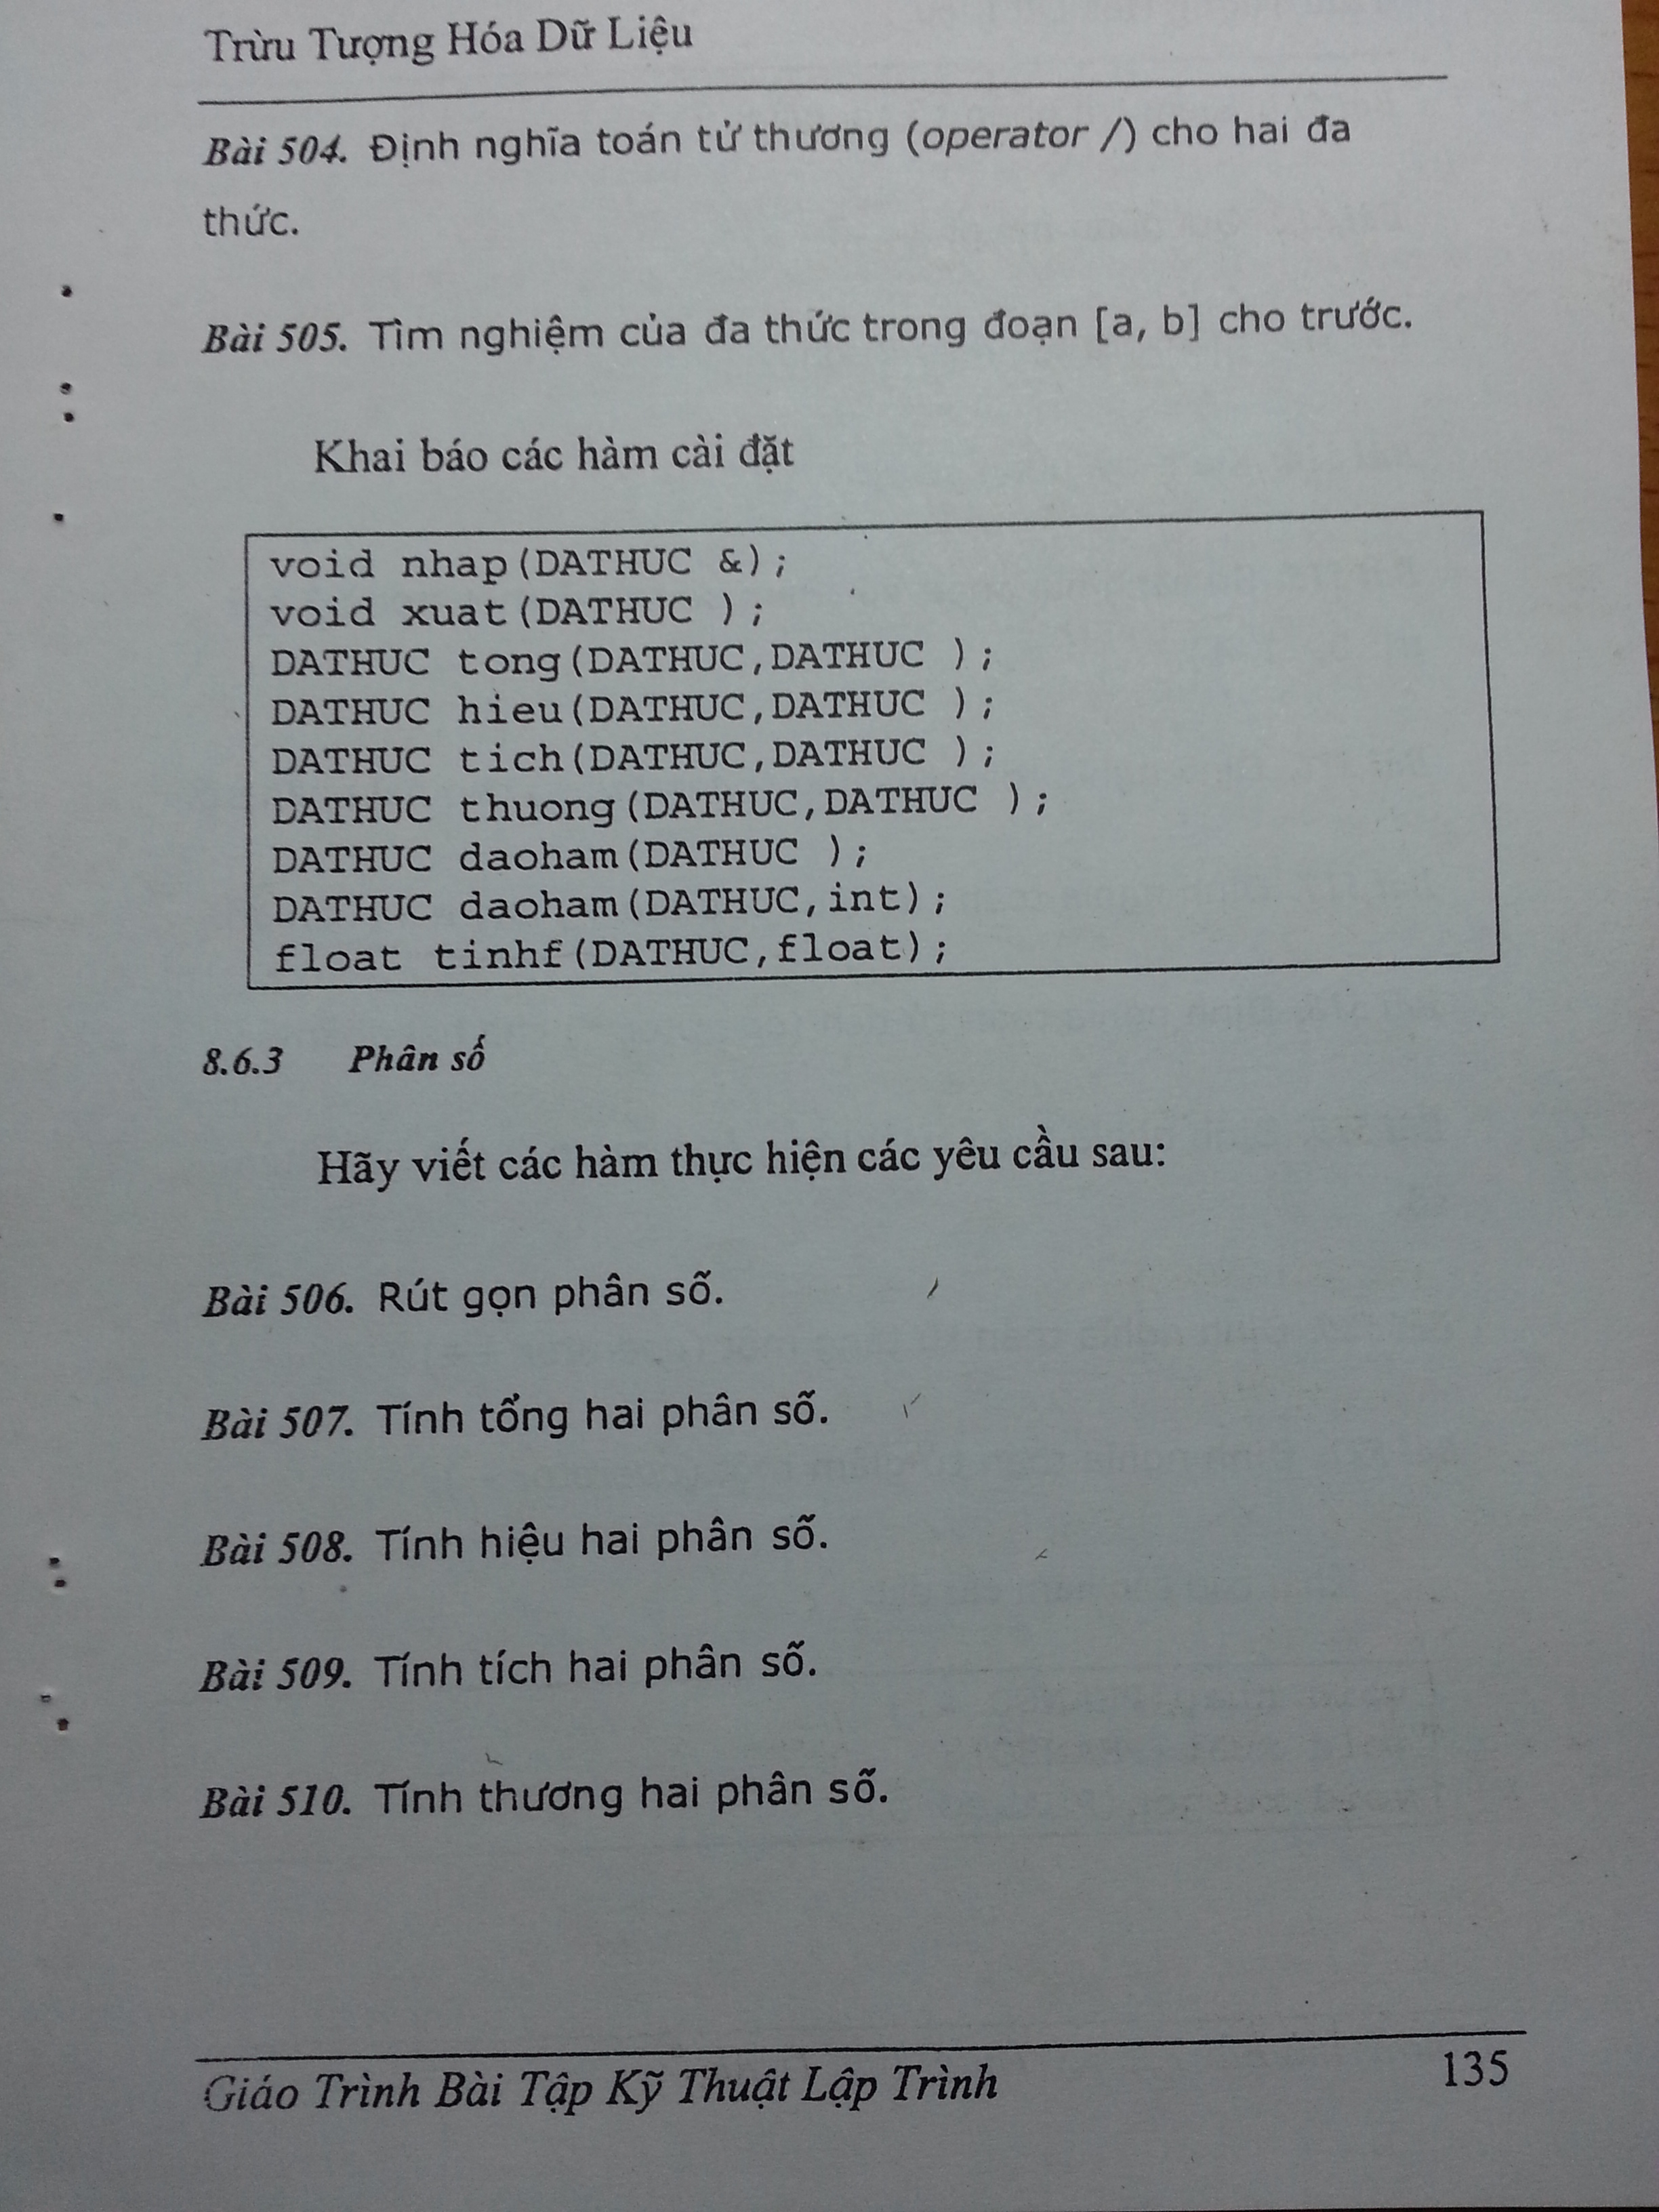 Trừu Tượng Hóa Dữ Liệu
Bài 504. Định nghĩa toán tử thương (operator /) cho hai đa
thức.
Bài 505. Tìm nghiệm của đa thức trong đoạn [a, b] cho trước.
Khai báo các hàm cài đặt
void nhap(DATHUC &);
void xuat(DATHUC );
DATHUC tong(DATHUC,DATHUC );
DATHUC hieu(DATHUC,DATHUC );
DATHUC tich(DATHUC,DATHUC );
DATHUC thuong(DATHUC,DATHUC );
DATHUC daoham(DATHUC );
DATHUC daoham(DATHUC,int);
float tinhf(DATHUC,float);
8.6.3 Phân số
Hãy viết các hàm thực hiện các yêu cầu sau:
Bài 506. Rút gọn phân số.
Bài 507. Tính tổng hai phân số.
Bài 508. Tính hiệu hai phân số.
Bài 509. Tính tích hai phân số.
Bài 510. Tính thương hai phân số.
Giáo Trình Bài Tập Kỹ Thuật Lập Trình 135